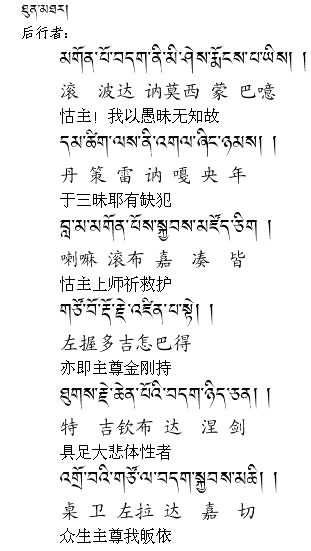 ཐུན་མཐར།
后行者：
མགོན་པོ་བདག་ནི་མི་ཤེས་རྨོངས་པ་ཡིས། །
滚 波达 讷莫西 蒙 巴噫
怙主！我以愚昧无知故
དམ་ཚིག་ལས་ནི་འགལ་ཞིང་ཉམས། །
丹 策 雷 讷 嘎 央 年
于三昧耶有缺犯
བླ་མ་མགོན་པོས་སྐྱབས་མཛོད་ཅིག །
喇嘛 滚布 嘉 凑 皆
怙主上师祈救护
གཙོ་བོ་རྡོ་རྗེ་འཛིན་པ་སྟེ། །
左握多吉怎巴得
亦即主尊金刚持
ཐུགས་རྗེ་ཆེན་པོའི་བདག་ཉིད་ཅན། །
特 吉钦布 达 涅 剑
具足大悲体性者
འགྲོ་བའི་གཙོ་ལ་བདག་སྐྱབས་མཆི། །
桌 卫 左拉 达 嘉 切
众生主尊我皈依